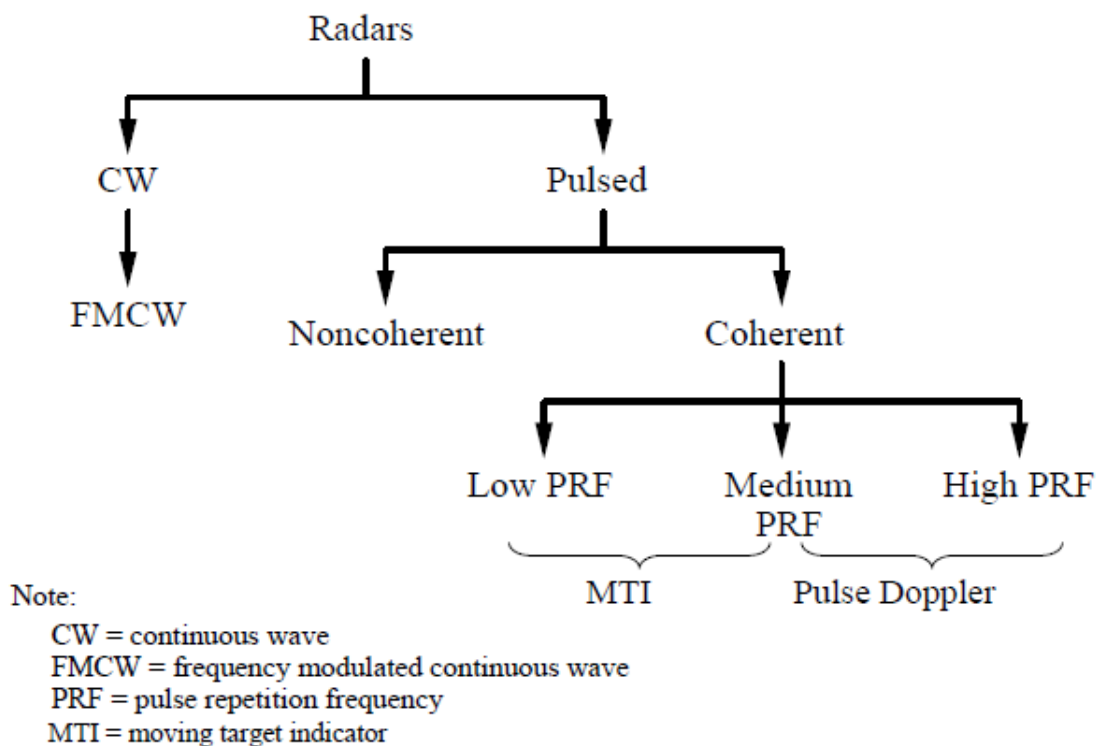 Radars
CW
Pulsed
FMCW
Noncoherent
Coherent
Low PRF
Medium
PRF
High PRF
MTI
Pulse Doppler
Note:
CW = continuous wave
FMCW = frequency modulated continuous wave
PRF = pulse repetition frequency
MTI = moving target indicator